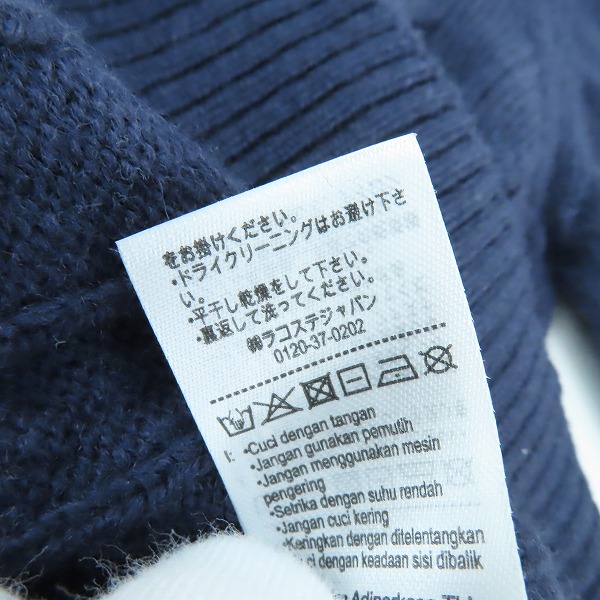 をお掛けください。
•ドライクリーニングはお避け下さ
い。
•平干し乾燥をして下さい。
•裏返して洗ってください。
㈱ラコステジャパン
0120-37-0202
I: •Cuci dengan tangan
•Jangan gunakan pemutih
•Jangan menggunakan mesin
pengering
•Setrika dengan suhu rendah
•Jangan cuci kering
•Keringkan dengan ditelentangkan
•Cuci dengan keadaan sisi dibalik